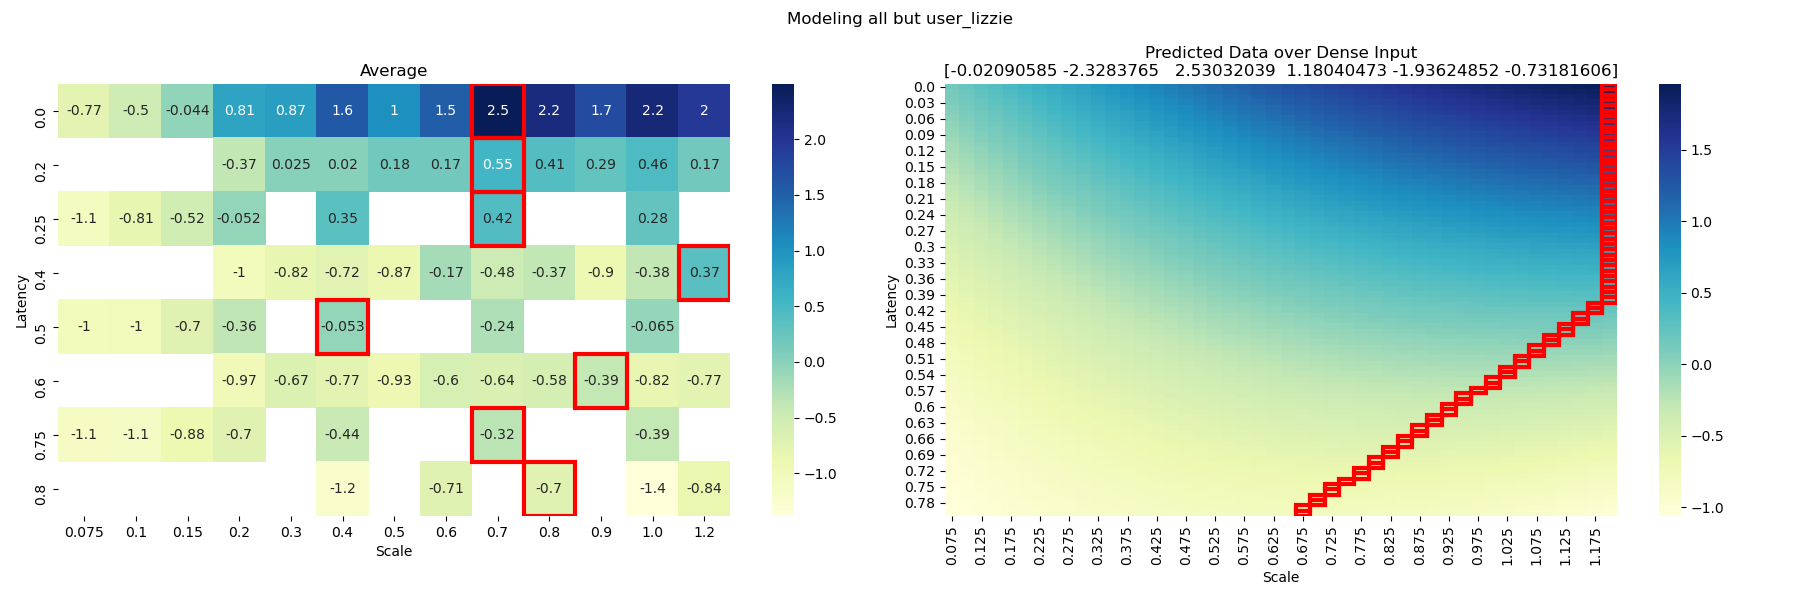 Modeling all but user_lizzie
Average
-0.77 -0.5 -0.044 0.81 0.87 1.6 1 1.5 2.5 2.2 1.7 2.2 2
-0.37 0.025 0.02 0.18 0.17 0.55 0.41 0.29 0.46 0.17
-1.1 -0.81 -0.52 -0.052 0.35 0.42 0.28
-1 -0.82 -0.72 -0.87 -0.17 -0.48 -0.37 -0.9 -0.38 0.37
-1 -1 -0.7 -0.36 -0.053 -0.24 -0.065
-0.97 -0.67 -0.77 -0.93 -0.6 -0.64 -0.58 -0.39 -0.82 -0.77
-1.1 -1.1 -0.88 -0.7 -0.44 -0.32 -0.39
-1.2 -0.71 -0.7 -1.4 -0.84
0.0
0.2
0.25
0.4
0.5
0.6
0.75
0.8
Latency
0.075 0.1 0.15 0.2 0.3 0.4 0.5 0.6 0.7 0.8 0.9 1.0 1.2
Scale
2.0
1.5
1.0
0.5
0.0
−0.5
−1.0
Predicted Data over Dense Input
[-0.02090585 -2.3283765 2.53032039 1.18040473 -1.93624852 -0.73181606]
0.0
0.03
0.06
0.09
0.12
0.15
0.18
0.21
0.24
0.27
0.3
0.33
0.36
0.39
0.42
0.45
0.48
0.51
0.54
0.57
0.6
0.63
0.66
0.69
0.72
0.75
0.78
Latency
0.075 0.125 0.175 0.225 0.275 0.325 0.375 0.425 0.475 0.525 0.575 0.625 0.675 0.725 0.775 0.825 0.875 0.925 0.975 1.025 1.075 1.125 1.175
Scale
1.5
1.0
0.5
0.0
−0.5
−1.0